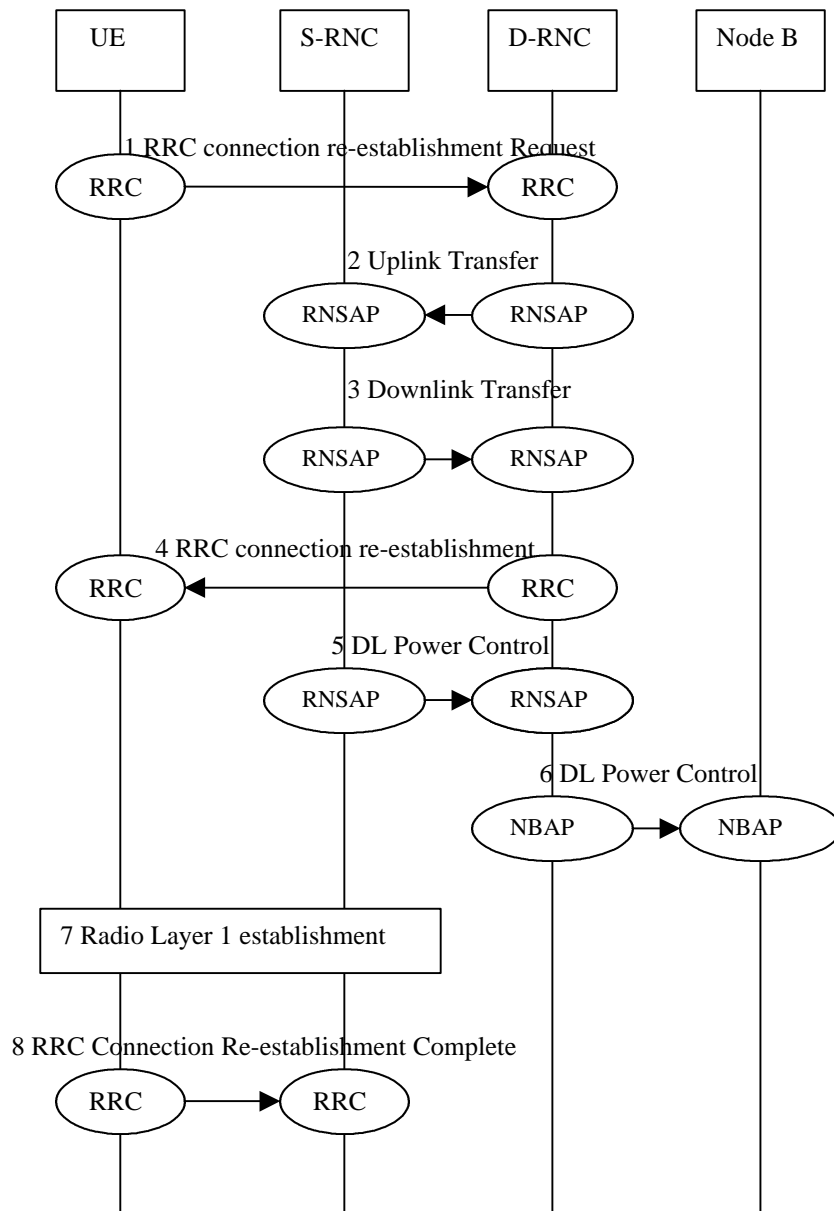 UE
S-RNC
D-RNC
Node B
1 RRC connection re-establishment Request
RRC
RRC
2 Uplink Transfer
RNSAP
RNSAP
3 Downlink Transfer
RNSAP
RNSAP
4 RRC connection re-establishment
RRC
RRC
5 DL Power Control
RNSAP
RNSAP
6 DL Power Control
NBAP
NBAP
7 Radio Layer 1 establishment
8 RRC Connection Re-establishment Complete
RRC
RRC